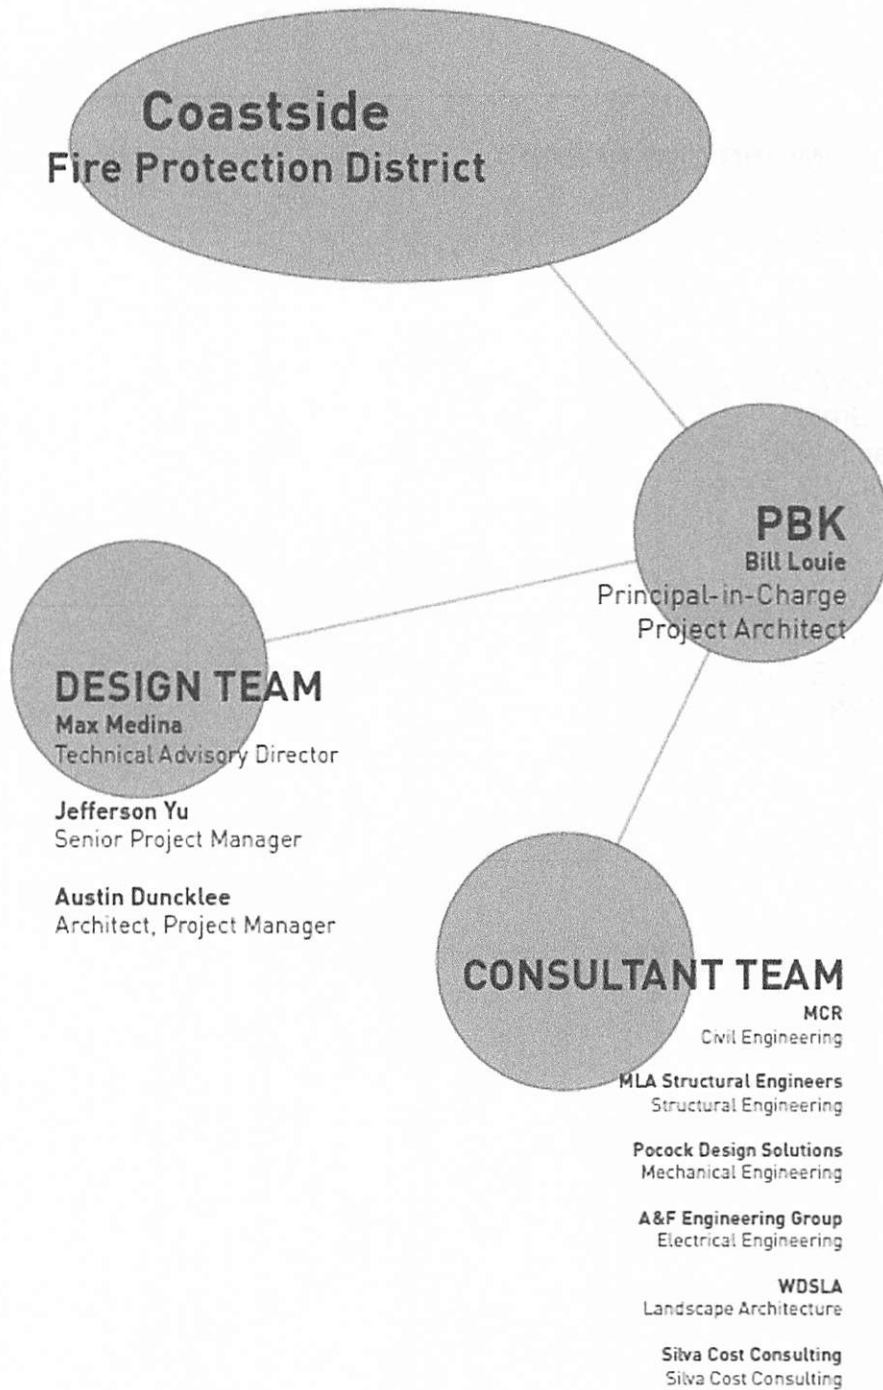 Coastside
Fire Protection District
PBK
Bill Louie
Principal-in-Charge
Project Architect
DESIGN TEAM
Max Medina
Technical Advisory Director
Jefferson Yu
Senior Project Manager
Austin Duncklee
Architect, Project Manager
CONSULTANT TEAM
MCR
Civil Engineering
MLA Structural Engineers
Structural Engineering
Pocock Design Solutions
Mechanical Engineering
A&F Engineering Group
Electrical Engineering
WDSLA
Landscape Architecture
Silva Cost Consulting
Silva Cost Consulting